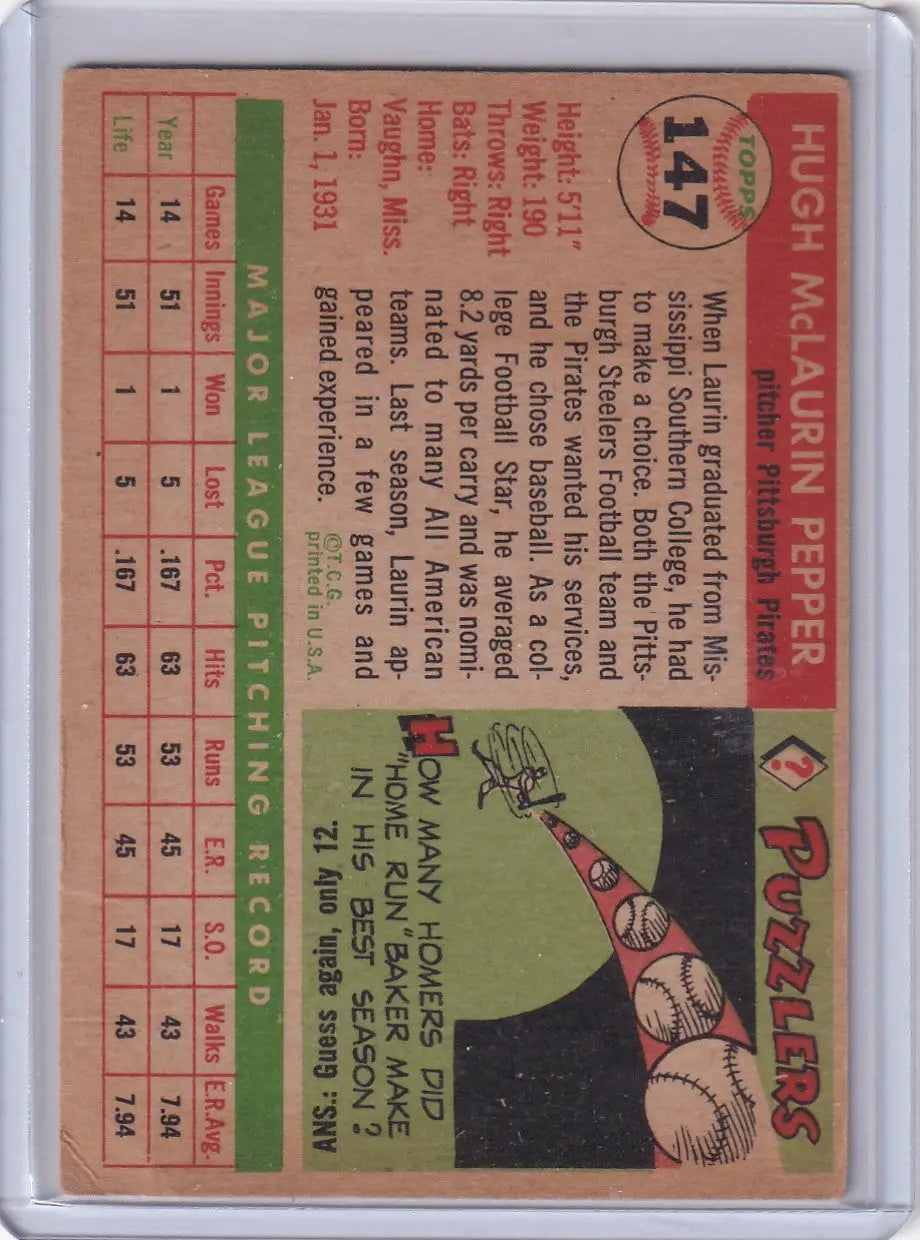 HUGH McLAURIN PEPPER
pitcher Pittsburgh Pirates
TOPPS
147
Height: 5'11"
Weight: 190
Throws: Right
Bats: Right
Home:
Vaughn, Miss.
Born:
Jan. 1, 1931
When Laurin graduated from Mis-
sissippi Southern College, he had
to make a choice. Both the Pitts-
burgh Steelers Football team and
the Pirates wanted his services,
and he chose baseball. As a col-
lege Football Star, he averaged
8.2 yards per carry and was nomi-
nated to many All American
teams. Last season, Laurin ap-
peared in a few games and
gained experience.
©T.C.G.
printed in U.S.A.
? PUZZLERS
HOW MANY HOMERS DID
"HOME RUN" BAKER MAKE
IN HIS BEST SEASON?
ANS.: Guess again, only 12.
MAJOR LEAGUE PITCHING RECORD
Games Innings Won Lost Pct. Hits Runs E.R. S.O. Walks E.R.Avg.
Year 14 51 1 5 .167 63 53 45 17 43 7.94
Life 14 51 1 5 .167 63 53 45 17 43 7.94